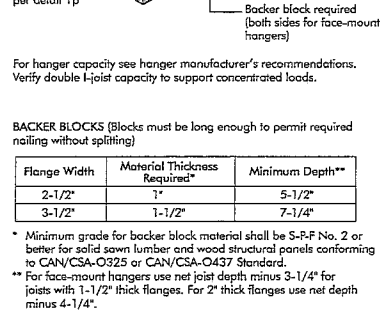 per detail 1p
Backer block required
(both sides for face-mount
hangers)
For hanger capacity see hanger manufacturer's recommendations.
Verify double I-joist capacity to support concentrated loads.
BACKER BLOCKS (Blocks must be long enough to permit required
nailing without splitting)
Flange Width Material Thickness Required* Minimum Depth**
2-1/2" 1" 5-1/2"
3-1/2" 1-1/2" 7-1/4"
* Minimum grade for backer block material shall be S-P-F No. 2 or
better for solid sawn lumber and wood structural panels conforming
to CAN/CSA-O325 or CAN/CSA-O437 Standard.
** For face-mount hangers use net joist depth minus 3-1/4" for
joists with 1-1/2" thick flanges. For 2" thick flanges use net depth
minus 4-1/4".